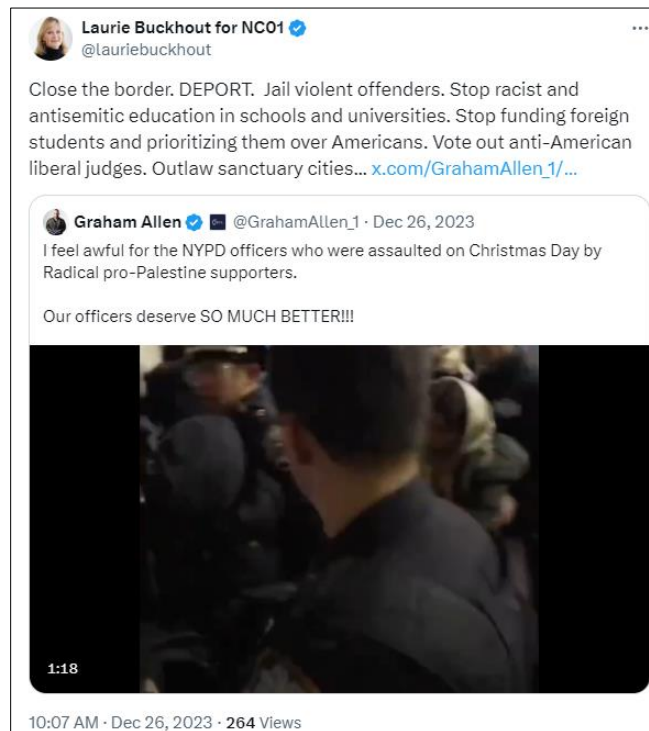 Laurie Buckhout for NC01
@lauriebuckhout
Close the border. DEPORT.  Jail violent offenders. Stop racist and
antisemitic education in schools and universities. Stop funding foreign
students and prioritizing them over Americans. Vote out anti-American
liberal judges. Outlaw sanctuary cities... x.com/GrahamAllen_1/...
Graham Allen @GrahamAllen_1 · Dec 26, 2023
I feel awful for the NYPD officers who were assaulted on Christmas Day by
Radical pro-Palestine supporters.
Our officers deserve SO MUCH BETTER!!!
1:18
10:07 AM · Dec 26, 2023 · 264 Views